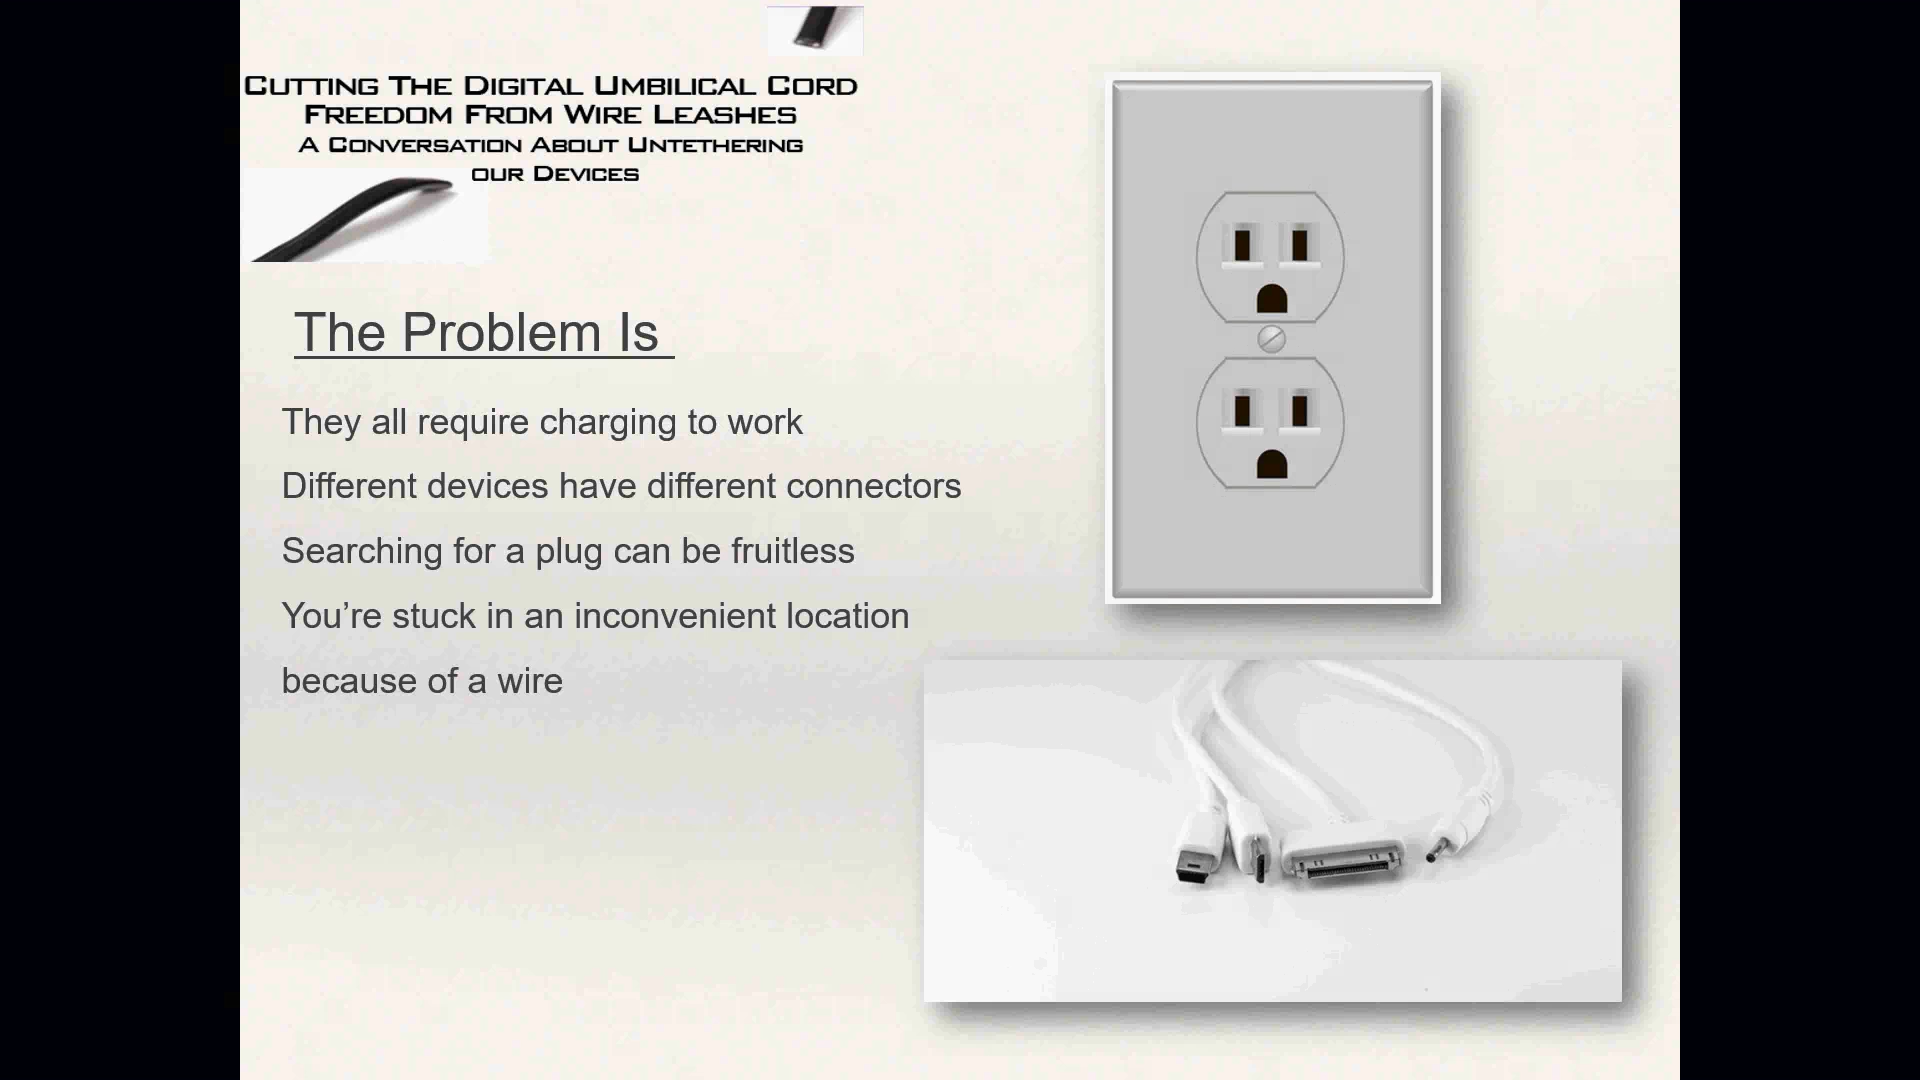 Cutting The Digital Umbilical Cord
Freedom From Wire Leashes
A Conversation About Untethering
our Devices
The Problem Is
They all require charging to work
Different devices have different connectors
Searching for a plug can be fruitless
You’re stuck in an inconvenient location
because of a wire